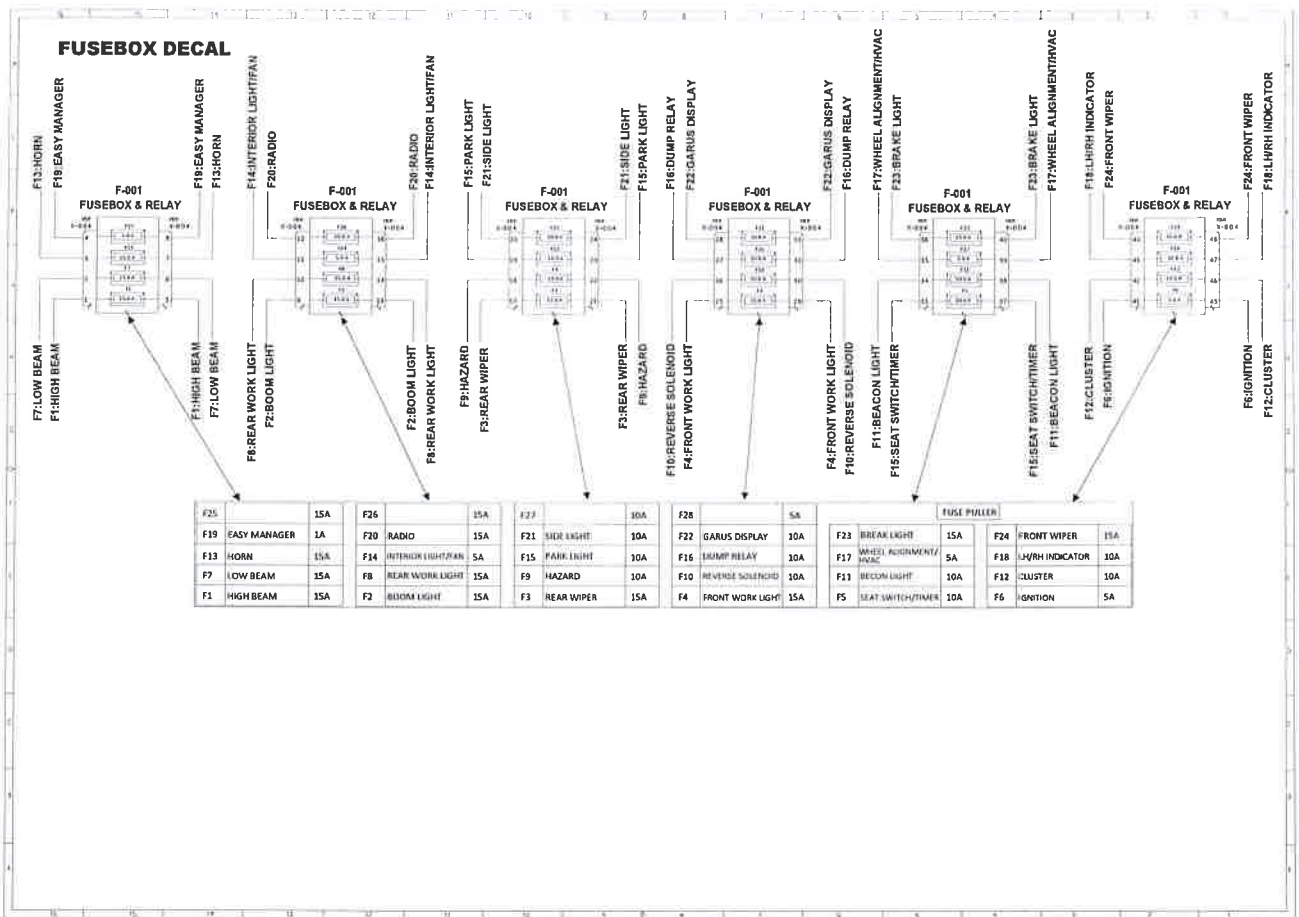 FUSEBOX DECAL
F13:HORN
F19:EASY MANAGER
F19:EASY MANAGER
F13:HORN
F14:INTERIOR LIGHT/FAN
F20:RADIO
F20:RADIO
F14:INTERIOR LIGHT/FAN
F15:PARK LIGHT
F21:SIDE LIGHT
F21:SIDE LIGHT
F15:PARK LIGHT
F16:DUMP RELAY
F22:GARUS DISPLAY
F22:GARUS DISPLAY
F16:DUMP RELAY
F17:WHEEL ALIGNMENT/HVAC
F23:BRAKE LIGHT
F23:BRAKE LIGHT
F17:WHEEL ALIGNMENT/HVAC
F18:LH/RH INDICATOR
F24:FRONT WIPER
F24:FRONT WIPER
F18:LH/RH INDICATOR
F-001
FUSEBOX & RELAY
F-001
FUSEBOX & RELAY
F-001
FUSEBOX & RELAY
F-001
FUSEBOX & RELAY
F-001
FUSEBOX & RELAY
F-001
FUSEBOX & RELAY
F7:LOW BEAM
F1:HIGH BEAM
F1:HIGH BEAM
F7:LOW BEAM
F8:REAR WORK LIGHT
F2:BOOM LIGHT
F2:BOOM LIGHT
F8:REAR WORK LIGHT
F9:HAZARD
F3:REAR WIPER
F3:REAR WIPER
F9:HAZARD
F10:REVERSE SOLENOID
F4:FRONT WORK LIGHT
F4:FRONT WORK LIGHT
F10:REVERSE SOLENOID
F11:BEACON LIGHT
F15:SEAT SWITCH/TIMER
F15:SEAT SWITCH/TIMER
F11:BEACON LIGHT
F12:CLUSTER
F6:IGNITION
F6:IGNITION
F12:CLUSTER
F25 15A F26 15A F27 10A F28 5A FUSE PULLER
F19 EASY MANAGER 1A F20 RADIO 15A F21 SIDE LIGHT 10A F22 GARUS DISPLAY 10A F23 BREAK LIGHT 15A F24 FRONT WIPER 15A
F13 HORN 15A F14 INTERIOR LIGHT/FAN 5A F15 PARK LIGHT 10A F16 DUMP RELAY 10A F17 WHEEL ALIGNMENT/HVAC 5A F18 LH/RH INDICATOR 10A
F7 LOW BEAM 15A F8 REAR WORK LIGHT 15A F9 HAZARD 10A F10 REVERSE SOLENOID 10A F11 BECON LIGHT 10A F12 CLUSTER 10A
F1 HIGH BEAM 15A F2 BOOM LIGHT 15A F3 REAR WIPER 15A F4 FRONT WORK LIGHT 15A F5 SEAT SWITCH/TIMER 10A F6 IGNITION 5A